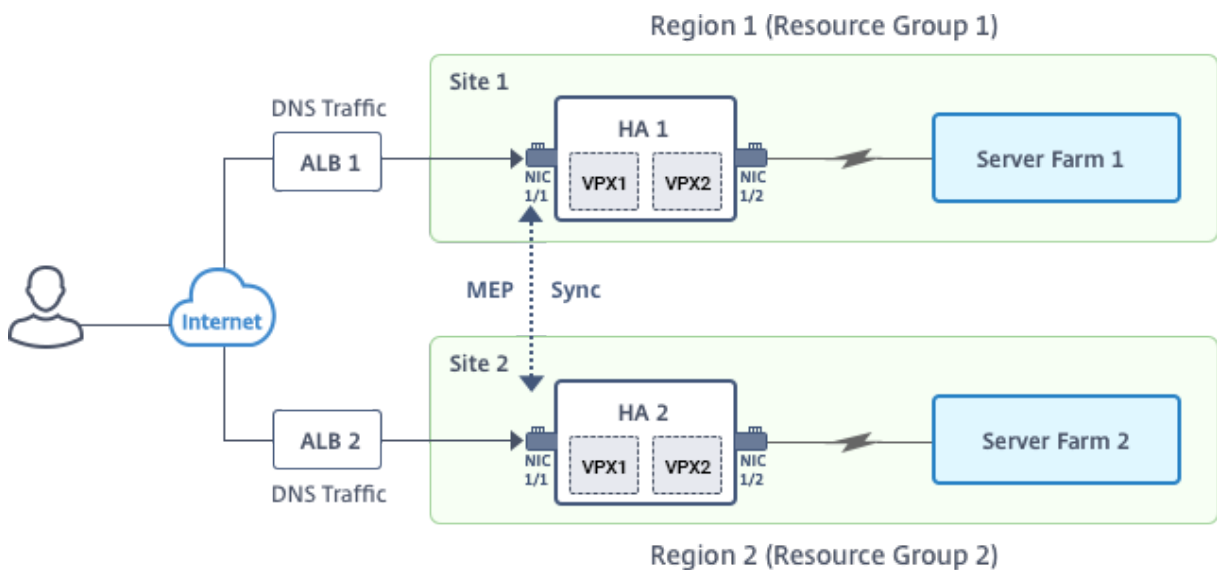 Region 1 (Resource Group 1)
Site 1
DNS Traffic
ALB 1
HA 1
VPX1
VPX2
NIC
1/1
NIC
1/2
Server Farm 1
MEP
Sync
Internet
Site 2
HA 2
ALB 2
VPX1
VPX2
NIC
1/1
NIC
1/2
Server Farm 2
DNS Traffic
Region 2 (Resource Group 2)